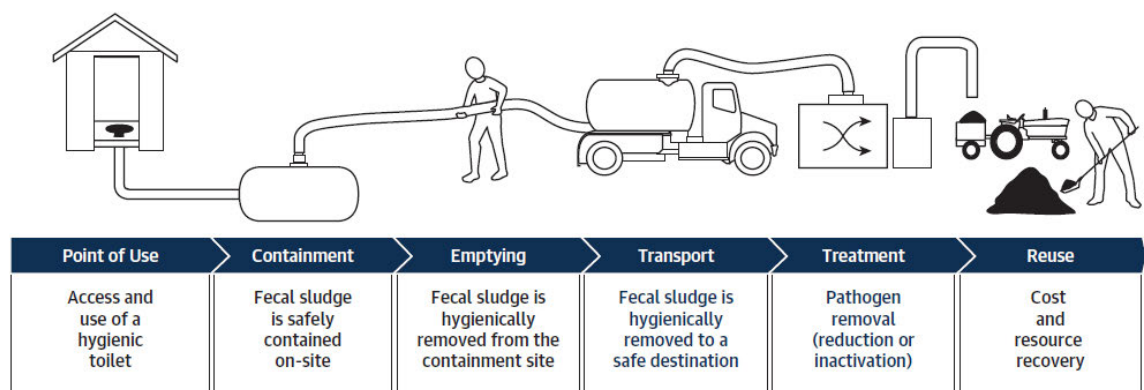 Point of Use
Containment
Emptying
Transport
Treatment
Reuse
Access and
use of a
hygienic
toilet
Fecal sludge
is safely
contained
on-site
Fecal sludge is
hygienically
removed from the
containment site
Fecal sludge is
hygienically
removed to a
safe destination
Pathogen
removal
(reduction or
inactivation)
Cost
and
resource
recovery